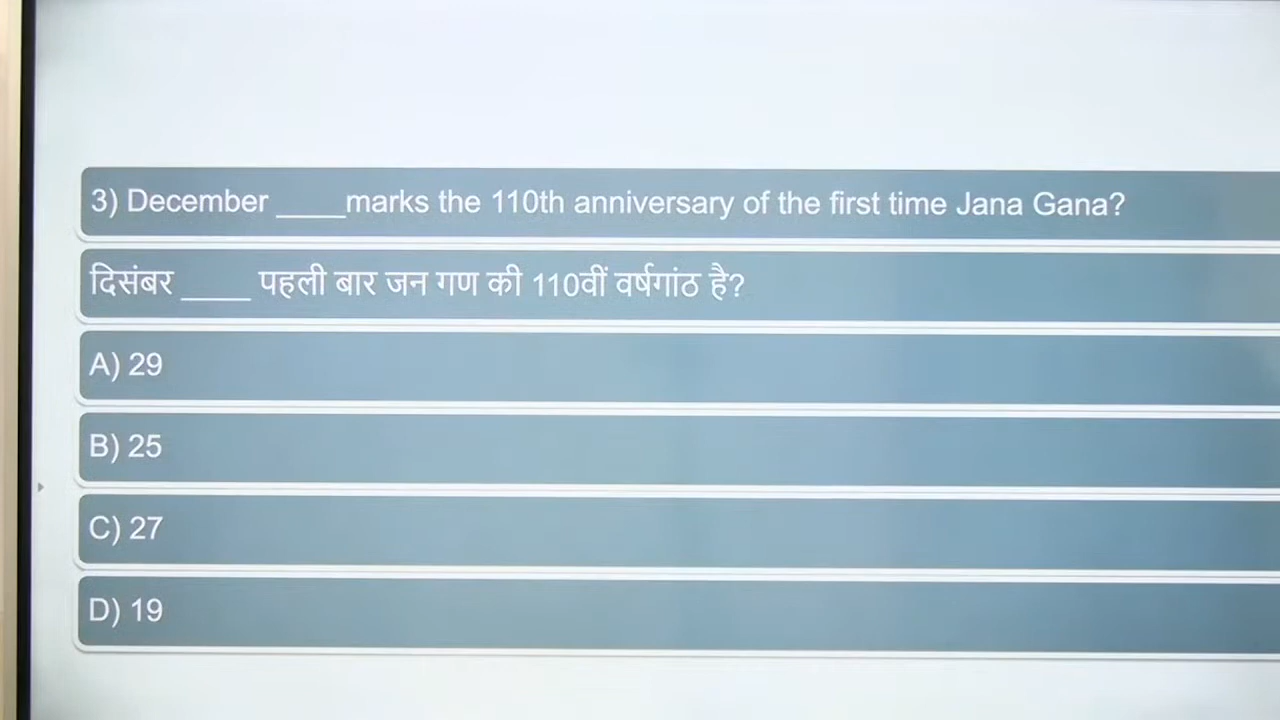 3) December ____marks the 110th anniversary of the first time Jana Gana?
दिसंबर ____ पहली बार जन गण की 110वीं वर्षगांठ है?
A) 29
B) 25
C) 27
D) 19